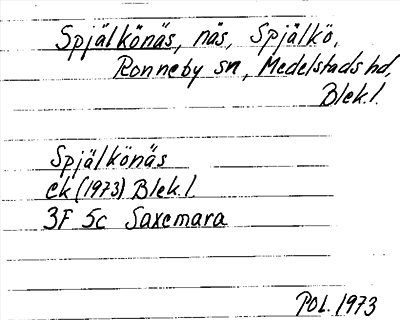 Spjälkönäs, näs, Spjälkö,
Ronneby sn, Medelstads hd,
Blek.l.
Spjälkönäs
ek (1973) Blek.l.
3F 5c Saxemara
POL. 1973